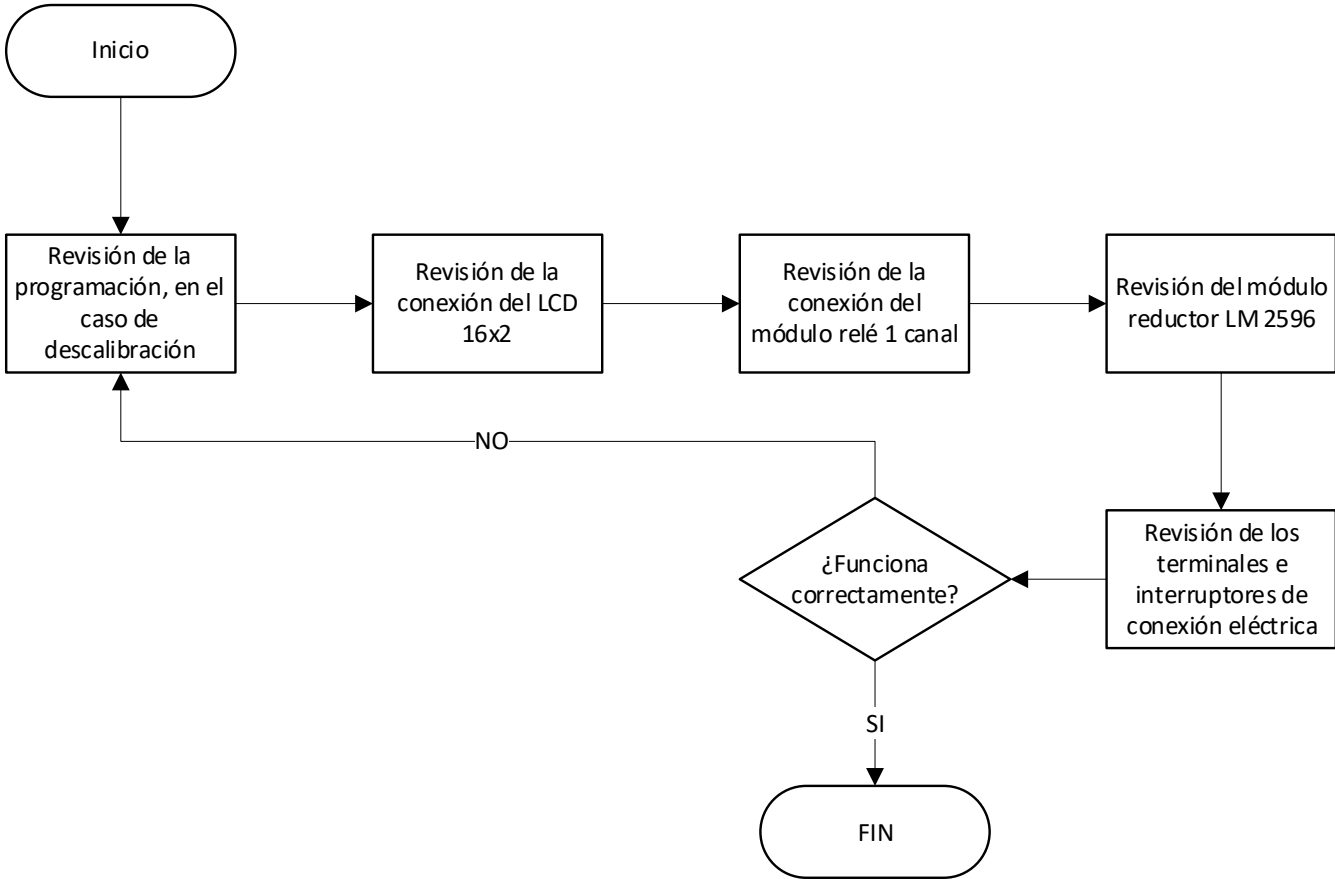 Inicio
Revisión de la
programación, en el
caso de
descalibración
Revisión de la
conexión del LCD
16x2
Revisión de la
conexión del
módulo relé 1 canal
Revisión del módulo
reductor LM 2596
NO
¿Funciona
correctamente?
Revisión de los
terminales e
interruptores de
conexión eléctrica
SI
FIN